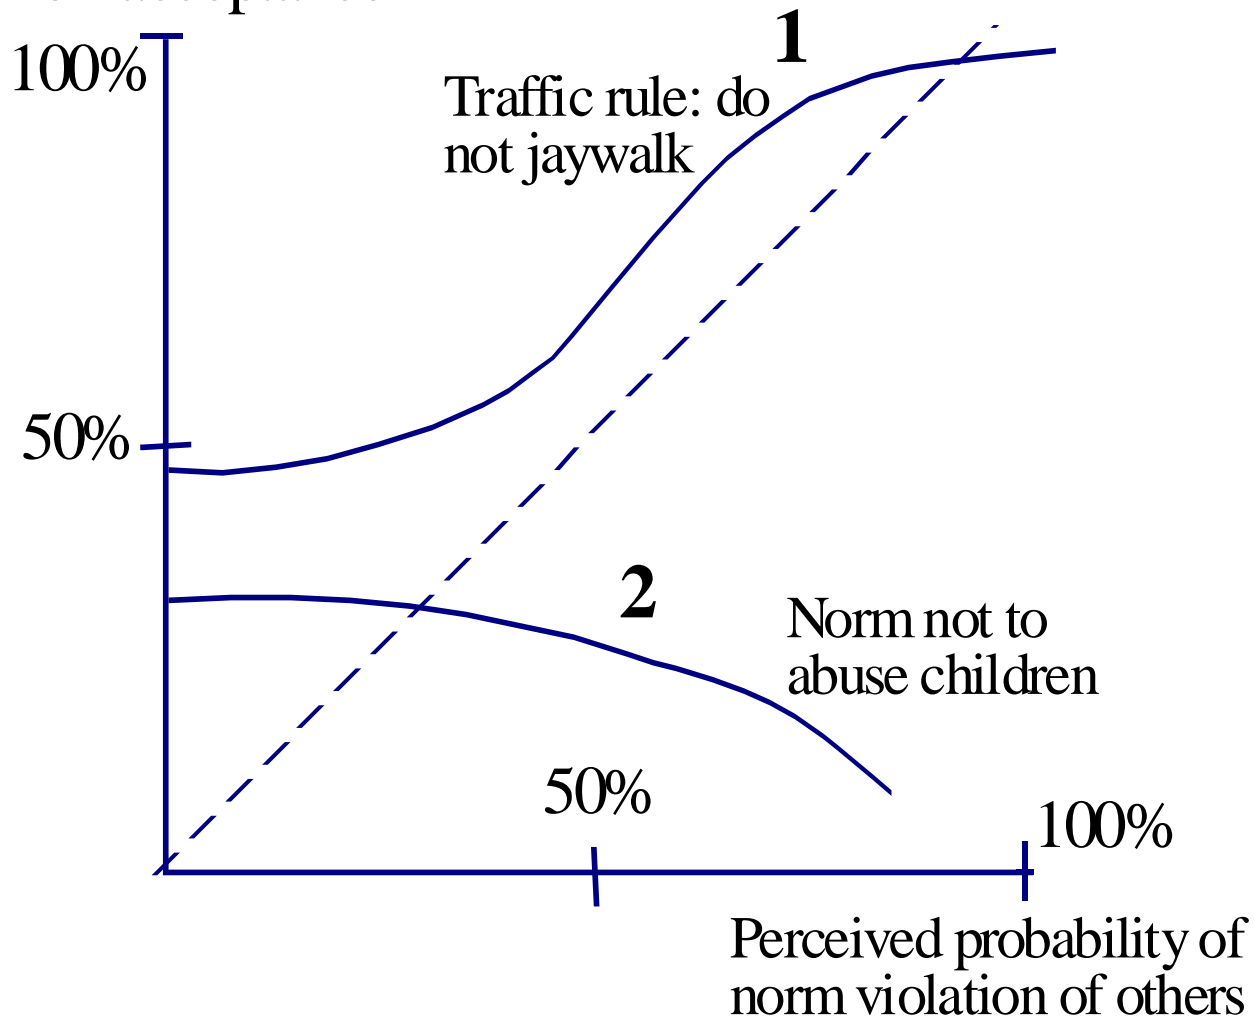 100%
1
Traffic rule: do
not jaywalk
50%
2
Norm not to
abuse children
50%
100%
Perceived probability of
norm violation of others